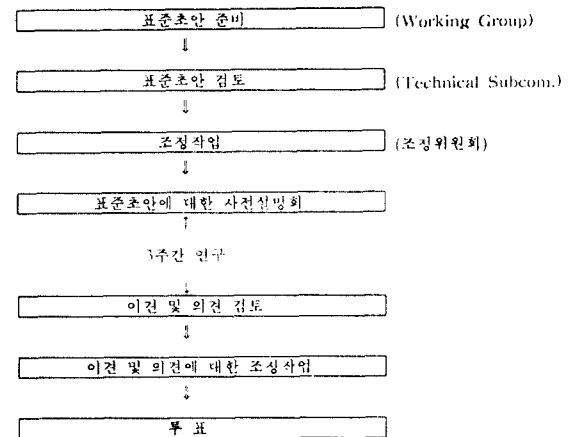 표준초안 준비 (Working Group)
⇓
표준초안 검토 (Technical Subcom.)
⇓
조정작업 (조정위원회)
⇓
표준초안에 대한 사전설명회
↑
3주간 연구
↓
이견 및 의견 검토
⇓
이견 및 의견에 대한 조정작업
⇓
투 표